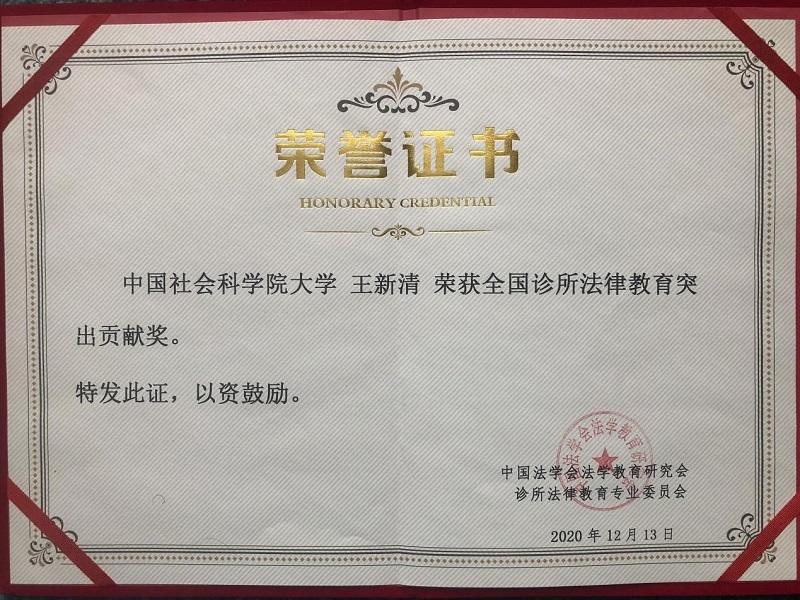 荣誉证书
HONORARY CREDENTIAL
中国社会科学院大学 王新清 荣获全国诊所法律教育突
出贡献奖。
特发此证，以资鼓励。
中国法学会法学教育研究会
诊所法律教育专业委员会
2020 年 12 月 13 日